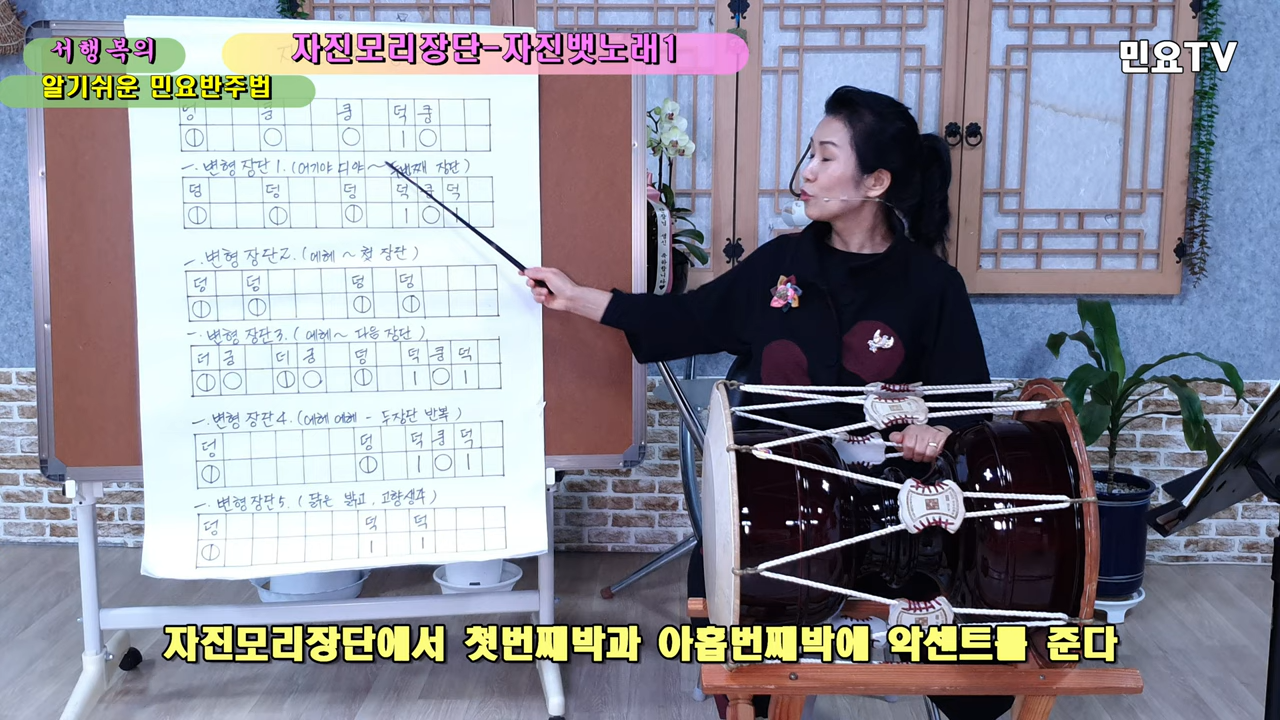 서행복의
자진모리장단-자진뱃노래1
민요TV
알기쉬운 민요반주법
덩 쿵 쿵 덕 쿵
一. 변형장단1. (어기야 디야~ 두번째 장단)
덩 덩 덩 덕 쿵 덕
一. 변형장단2. (에헤~ 첫 장단)
덩 덩 덩 덩
一. 변형장단3. (에헤~ 다음 장단)
더 궁 더 궁 덩 덕 쿵 덕
一. 변형장단4. (에헤 에헤 - 두장단 반복)
덩 덩 덕 쿵 덕
一. 변형장단5. (닭은 밝고, 고향생각)
덩 덕 덕
자진모리장단에서 첫번째박과 아홉번째박에 악센트를 준다